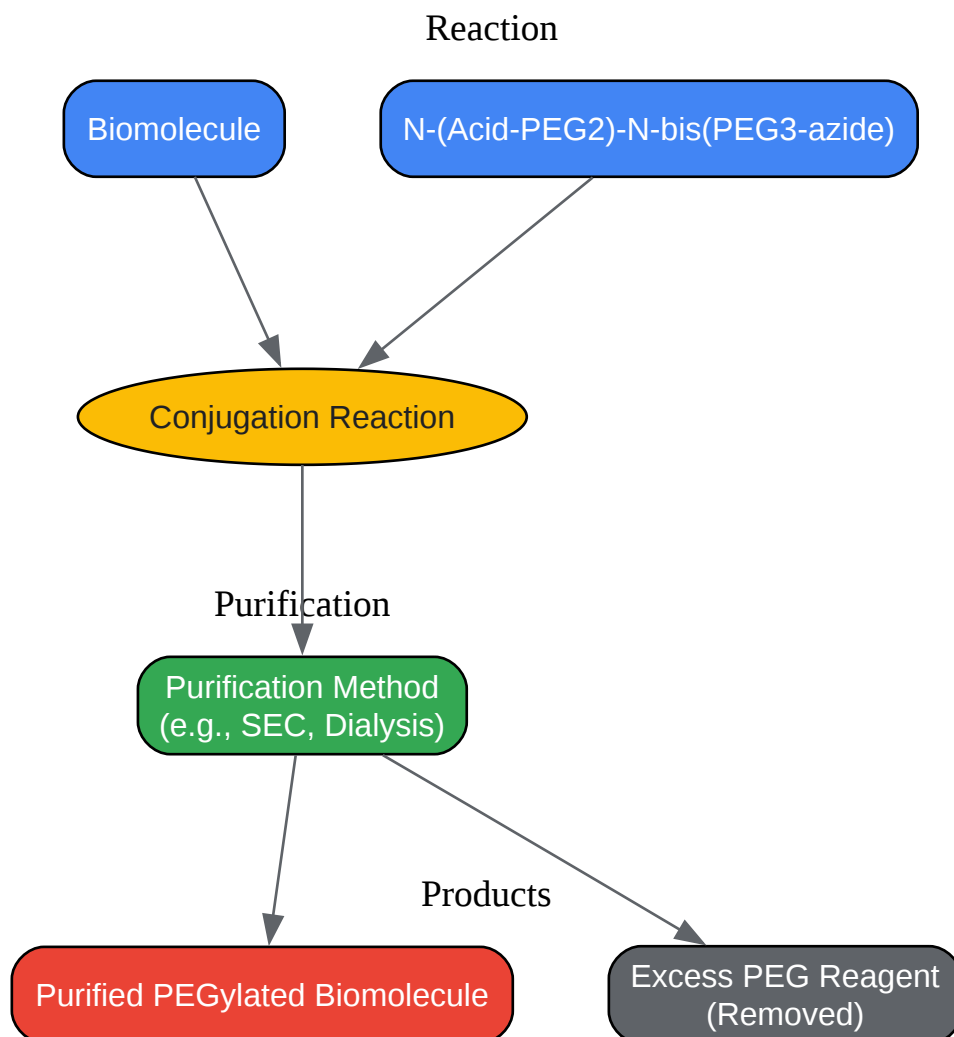 Reaction
Biomolecule
N-(Acid-PEG2)-N-bis(PEG3-azide)
Conjugation Reaction
Purification
Purification Method
(e.g., SEC, Dialysis)
Products
Purified PEGylated Biomolecule
Excess PEG Reagent
(Removed)